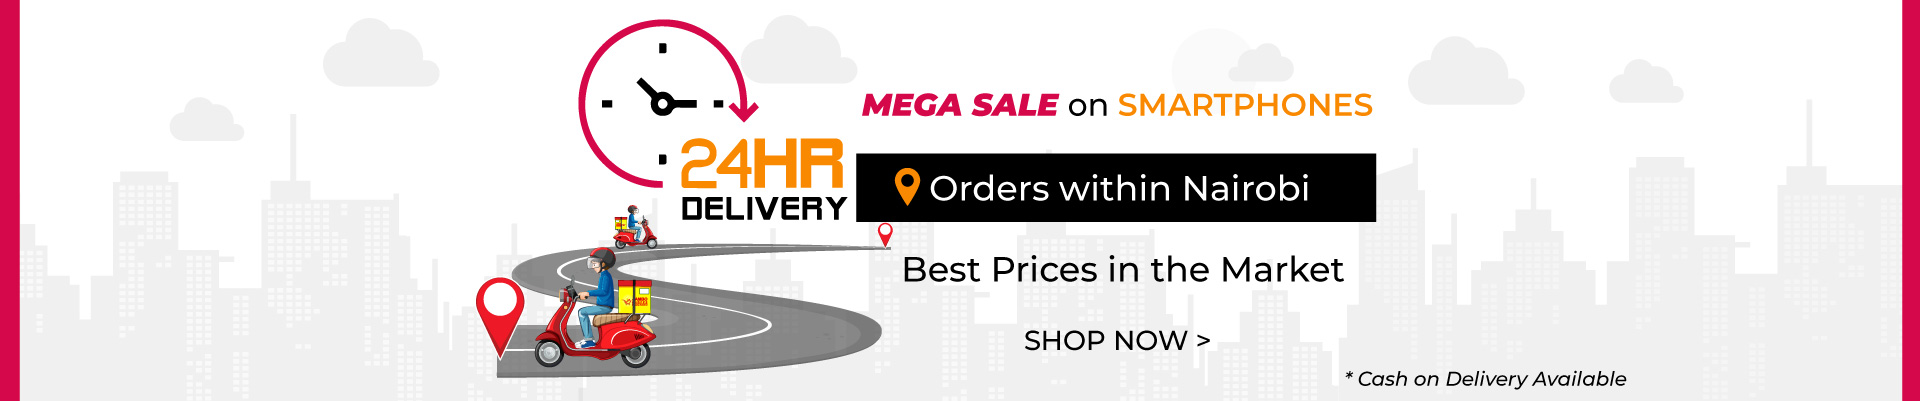 24HR
DELIVERY
MEGA SALE on SMARTPHONES
Orders within Nairobi
Best Prices in the Market
SHOP NOW >
* Cash on Delivery Available